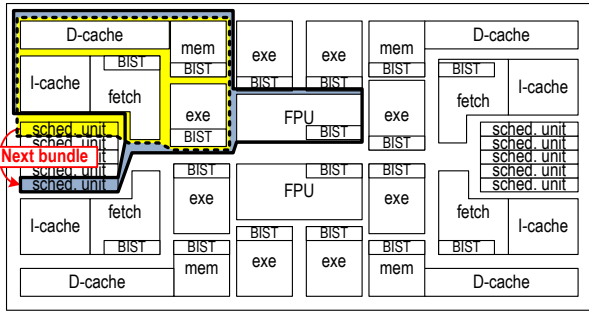 D-cache mem exe exe mem D-cache
BIST BIST BIST BIST BIST BIST
I-cache fetch exe FPU exe fetch I-cache
BIST BIST BIST
sched. unit sched. unit
sched. unit sched. unit
Next bundle sched. unit
sched. unit sched. unit
sched. unit sched. unit
BIST BIST BIST BIST
I-cache fetch exe FPU exe fetch I-cache
BIST BIST BIST BIST BIST BIST
D-cache mem exe exe mem D-cache